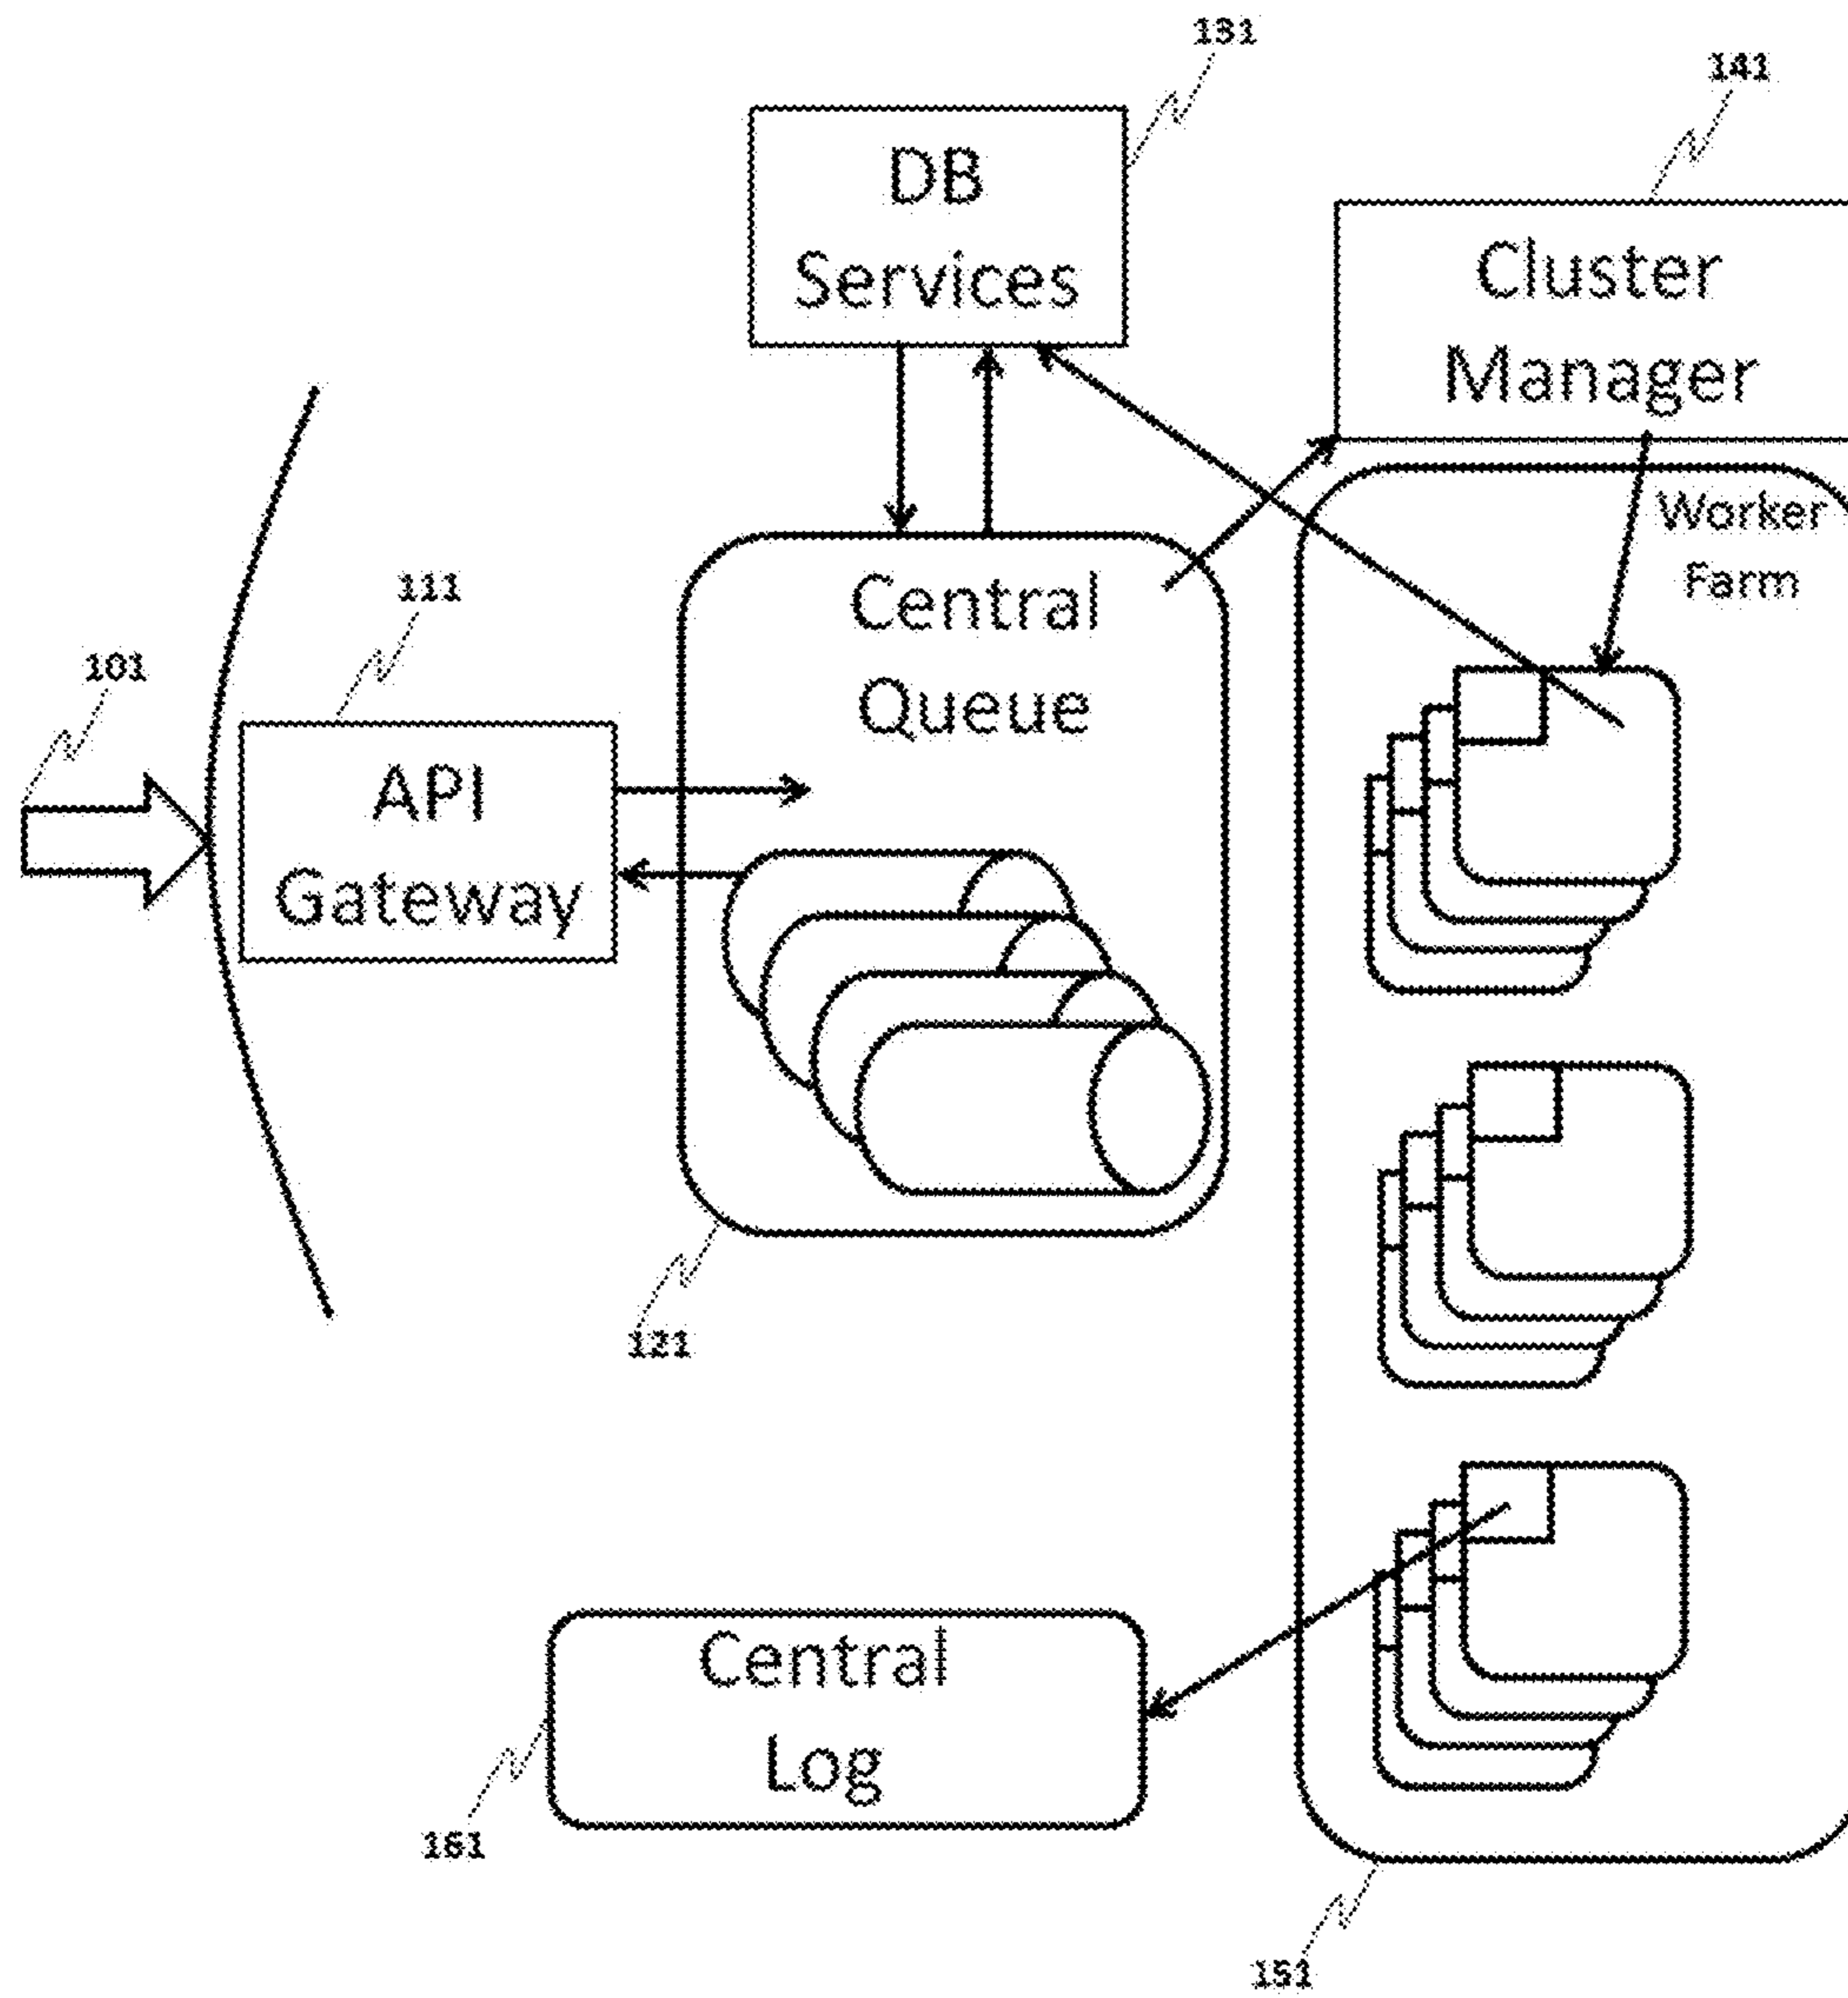 131
141
DB
Services
Cluster
Manager
Worker
Farm
111
Central
Queue
101
API
Gateway
121
Central
Log
161
151